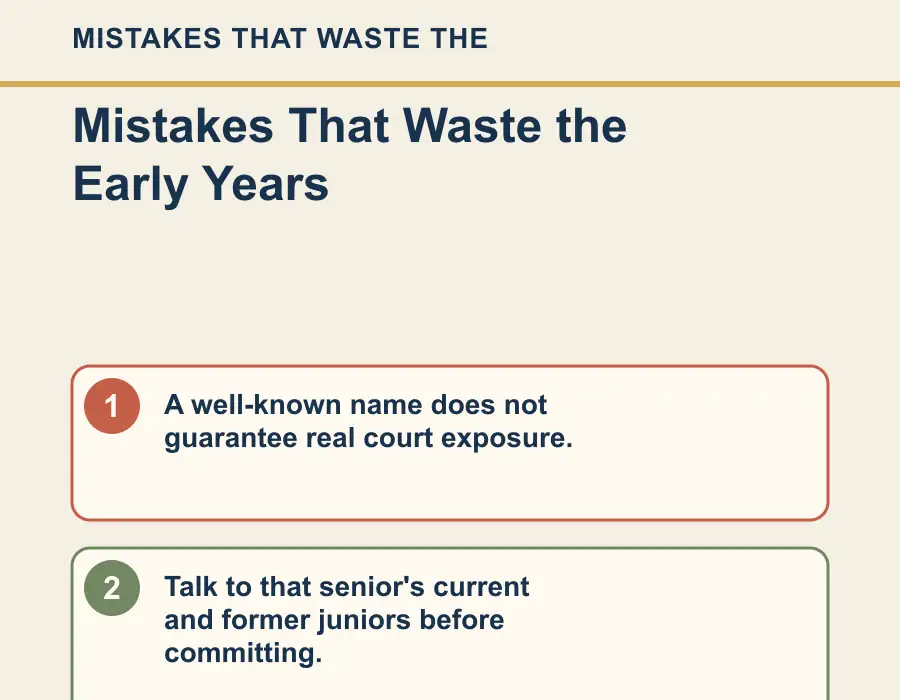 MISTAKES THAT WASTE THE
Mistakes That Waste the
Early Years
1
A well-known name does not
guarantee real court exposure.
2
Talk to that senior's current
and former juniors before
committing.